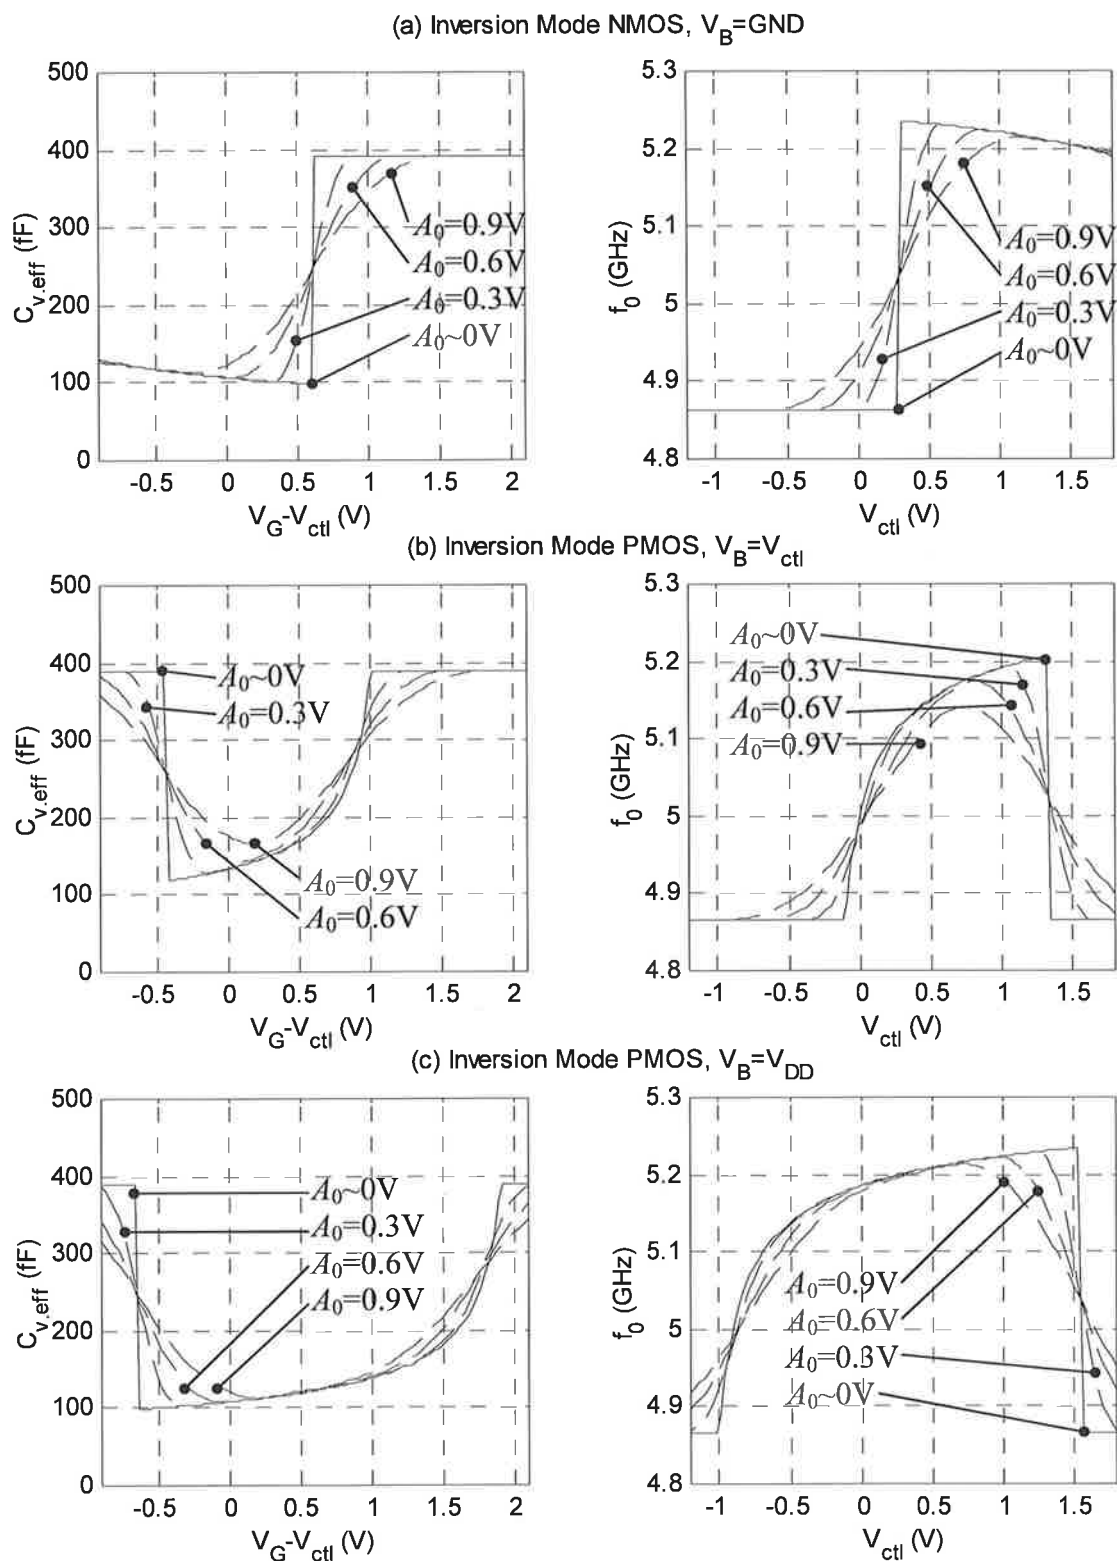 (a) Inversion Mode NMOS, V_B=GND
500
400
300
200
100
0
C_v.eff (fF)
A_0=0.9V
A_0=0.6V
A_0=0.3V
A_0~0V
-0.5 0 0.5 1 1.5 2
V_G-V_ctl (V)
5.3
5.2
5
4.9
4.8
f_0 (GHz)
A_0=0.9V
A_0=0.6V
A_0=0.3V
A_0~0V
-1 -0.5 0 0.5 1 1.5
V_ctl (V)
(b) Inversion Mode PMOS, V_B=V_ctl
500
400
300
200
100
0
C_v.eff (fF)
A_0~0V
A_0=0.3V
A_0=0.9V
A_0=0.6V
-0.5 0 0.5 1 1.5 2
V_G-V_ctl (V)
5.3
5.2
5.1
5
4.9
4.8
f_0 (GHz)
A_0~0V
A_0=0.3V
A_0=0.6V
A_0=0.9V
-1 -0.5 0 0.5 1 1.5
V_ctl (V)
(c) Inversion Mode PMOS, V_B=V_DD
500
400
300
200
100
0
C_v.eff (fF)
A_0~0V
A_0=0.3V
A_0=0.6V
A_0=0.9V
-0.5 0 0.5 1 1.5 2
V_G-V_ctl (V)
5.3
5.2
5.1
5
4.9
4.8
f_0 (GHz)
A_0=0.9V
A_0=0.6V
A_0=0.3V
A_0~0V
-1 -0.5 0 0.5 1 1.5
V_ctl (V)